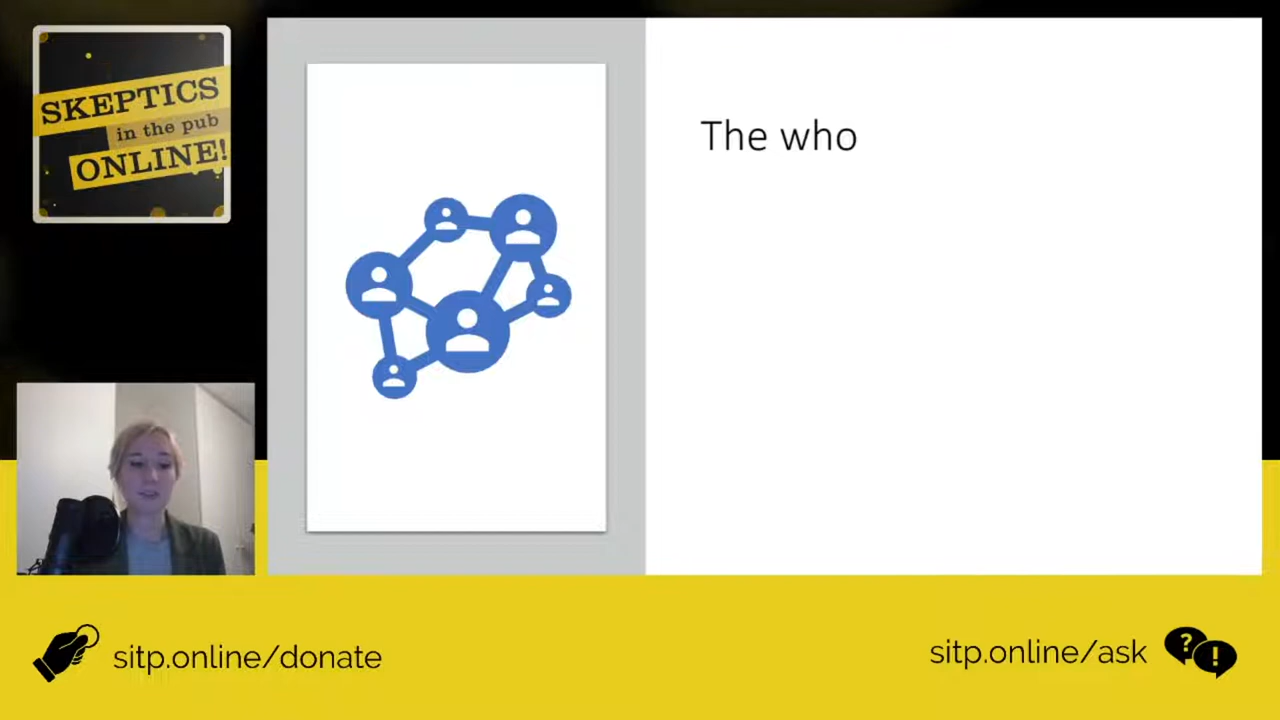 SKEPTICS
in the pub
ONLINE!
The who
sitp.online/donate
sitp.online/ask
? !